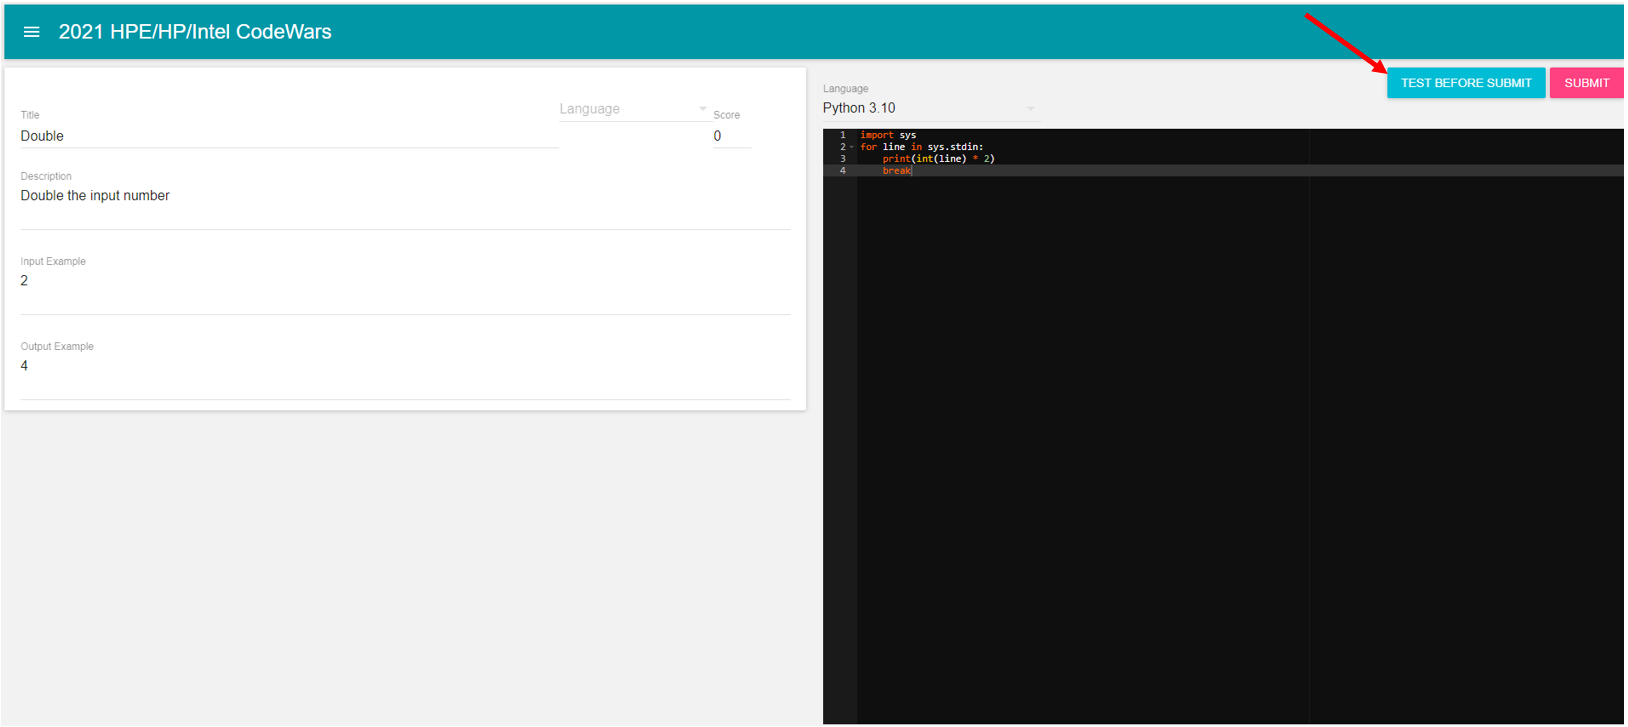 2021 HPE/HP/Intel CodeWars
TEST BEFORE SUBMIT
SUBMIT
Title
Double
Language
Score
0
Description
Double the input number
Input Example
2
Output Example
4
Language
Python 3.10
1 import sys
2 for line in sys.stdin:
3     print(int(line) * 2)
4     break